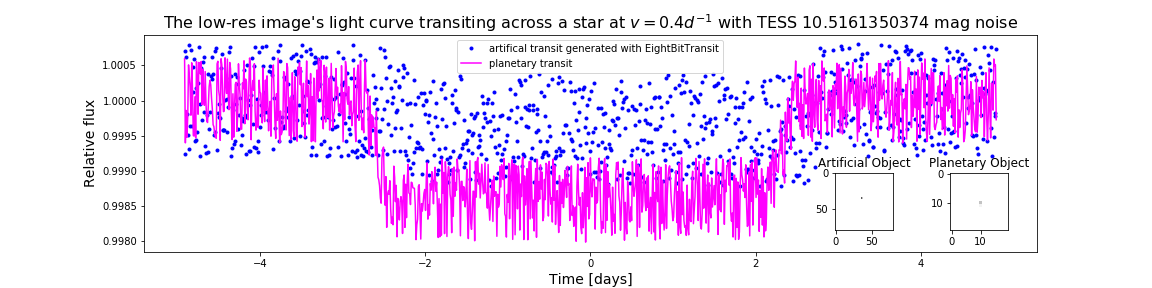 The low-res image's light curve transiting across a star at v = 0.4d⁻¹ with TESS 10.5161350374 mag noise
artifical transit generated with EightBitTransit
planetary transit
Relative flux
1.0005
1.0000
0.9995
0.9990
0.9985
0.9980
Artificial Object
0
50
0 50
Planetary Object
0
10
0 10
−4 −2 0 2 4
Time [days]